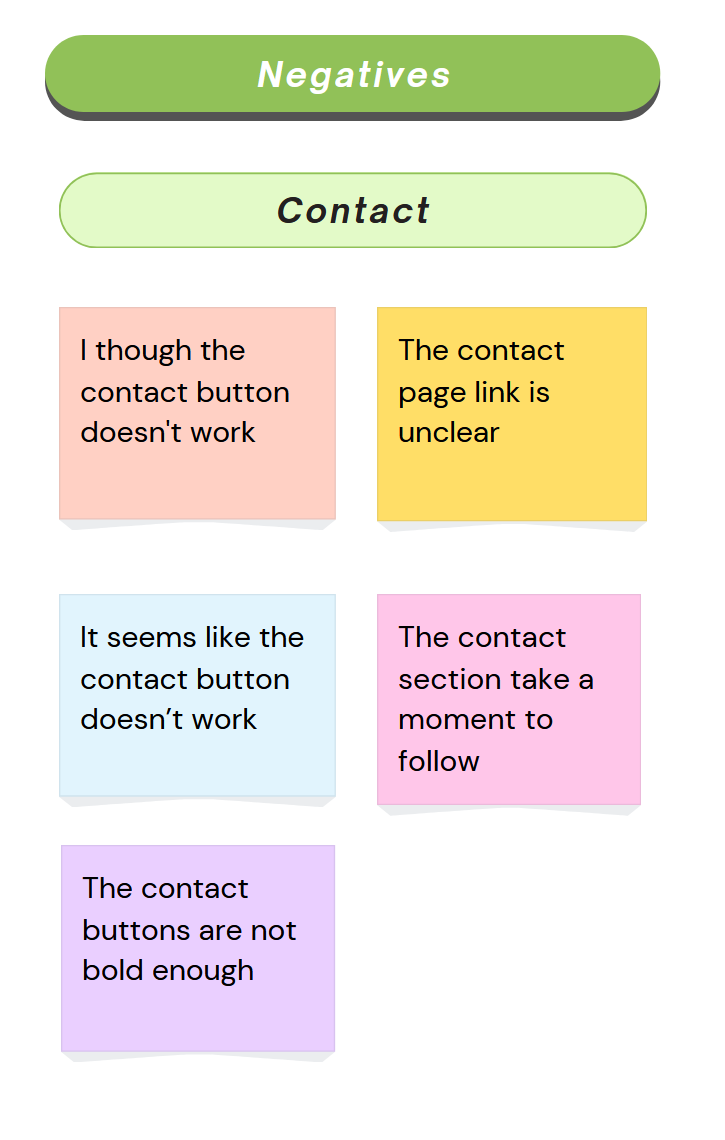 Negatives
Contact
I though the
contact button
doesn't work
The contact
page link is
unclear
It seems like the
contact button
doesn’t work
The contact
section take a
moment to
follow
The contact
buttons are not
bold enough